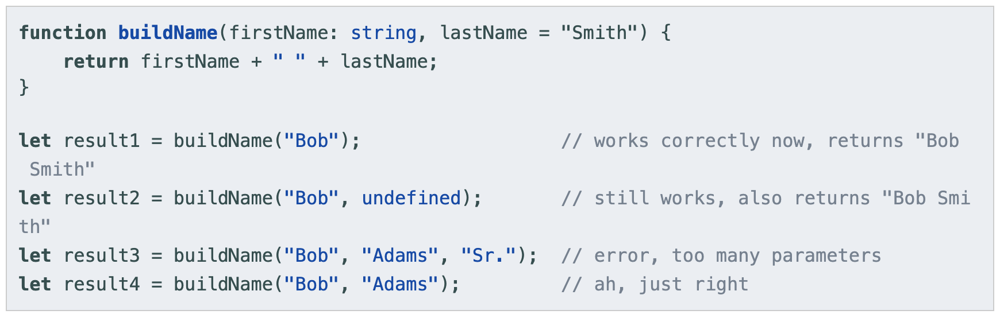 function buildName(firstName: string, lastName = "Smith") {
    return firstName + " " + lastName;
}

let result1 = buildName("Bob");                  // works correctly now, returns "Bob
 Smith"
let result2 = buildName("Bob", undefined);       // still works, also returns "Bob Smi
th"
let result3 = buildName("Bob", "Adams", "Sr.");  // error, too many parameters
let result4 = buildName("Bob", "Adams");         // ah, just right